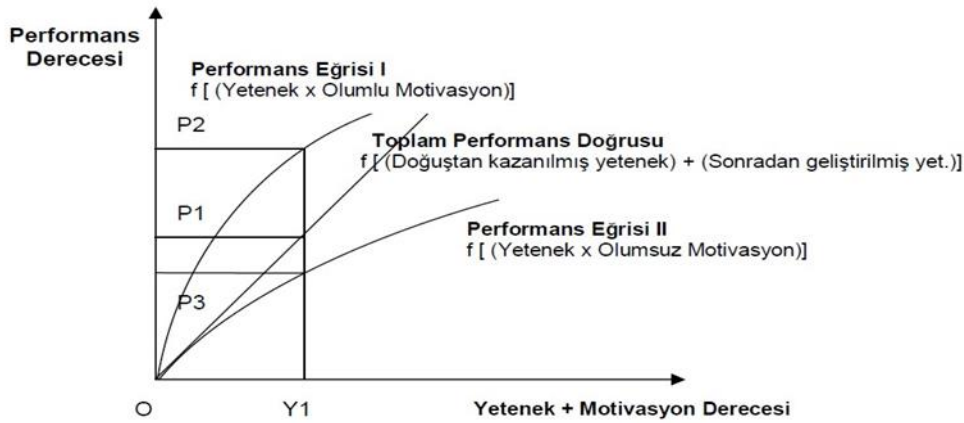 Performans
Derecesi
Performans Eğrisi I
f [ (Yetenek x Olumlu Motivasyon)]
P2
Toplam Performans Doğrusu
f [ (Doğuştan kazanılmış yetenek) + (Sonradan geliştirilmiş yet.)]
P1
Performans Eğrisi II
f [ (Yetenek x Olumsuz Motivasyon)]
P3
O
Y1
Yetenek + Motivasyon Derecesi